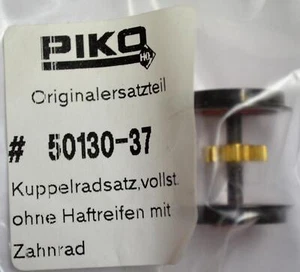 PIKO
H0
Originalersatzteil
# 50130-37
Kuppelradsatz,vollst.
ohne Haftreifen mit
Zahnrad